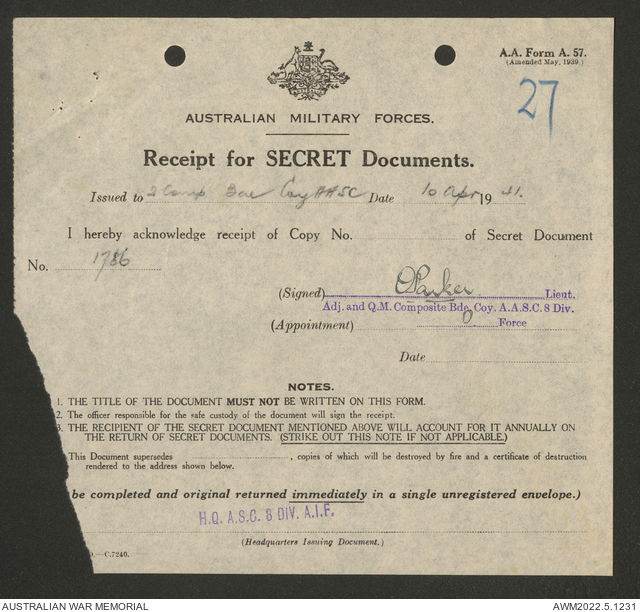 A.A. Form A. 57.
(Amended May, 1939.)
27
AUSTRALIAN MILITARY FORCES.
Receipt for SECRET Documents.
Issued to 2 Comp Bde Coy AASC Date 10 Apr 1941.
I hereby acknowledge receipt of Copy No. of Secret Document
No. 1786
(Signed) Parker Lieut.
Adj. and Q.M. Composite Bde Coy. A.A.S.C. 8 Div.
(Appointment) Force
Date
NOTES.
1. THE TITLE OF THE DOCUMENT MUST NOT BE WRITTEN ON THIS FORM.
2. The officer responsible for the safe custody of the document will sign the receipt.
3. THE RECIPIENT OF THE SECRET DOCUMENT MENTIONED ABOVE WILL ACCOUNT FOR IT ANNUALLY ON
THE RETURN OF SECRET DOCUMENTS. (STRIKE OUT THIS NOTE IF NOT APPLICABLE.)
This Document supersedes , copies of which will be destroyed by fire and a certificate of destruction
rendered to the address shown below.
be completed and original returned immediately in a single unregistered envelope.)
H.Q. A.S.C. 8 DIV. A.I.F.
(Headquarters Issuing Document.)
—C.7240.
AUSTRALIAN WAR MEMORIAL
AWM2022.5.1231